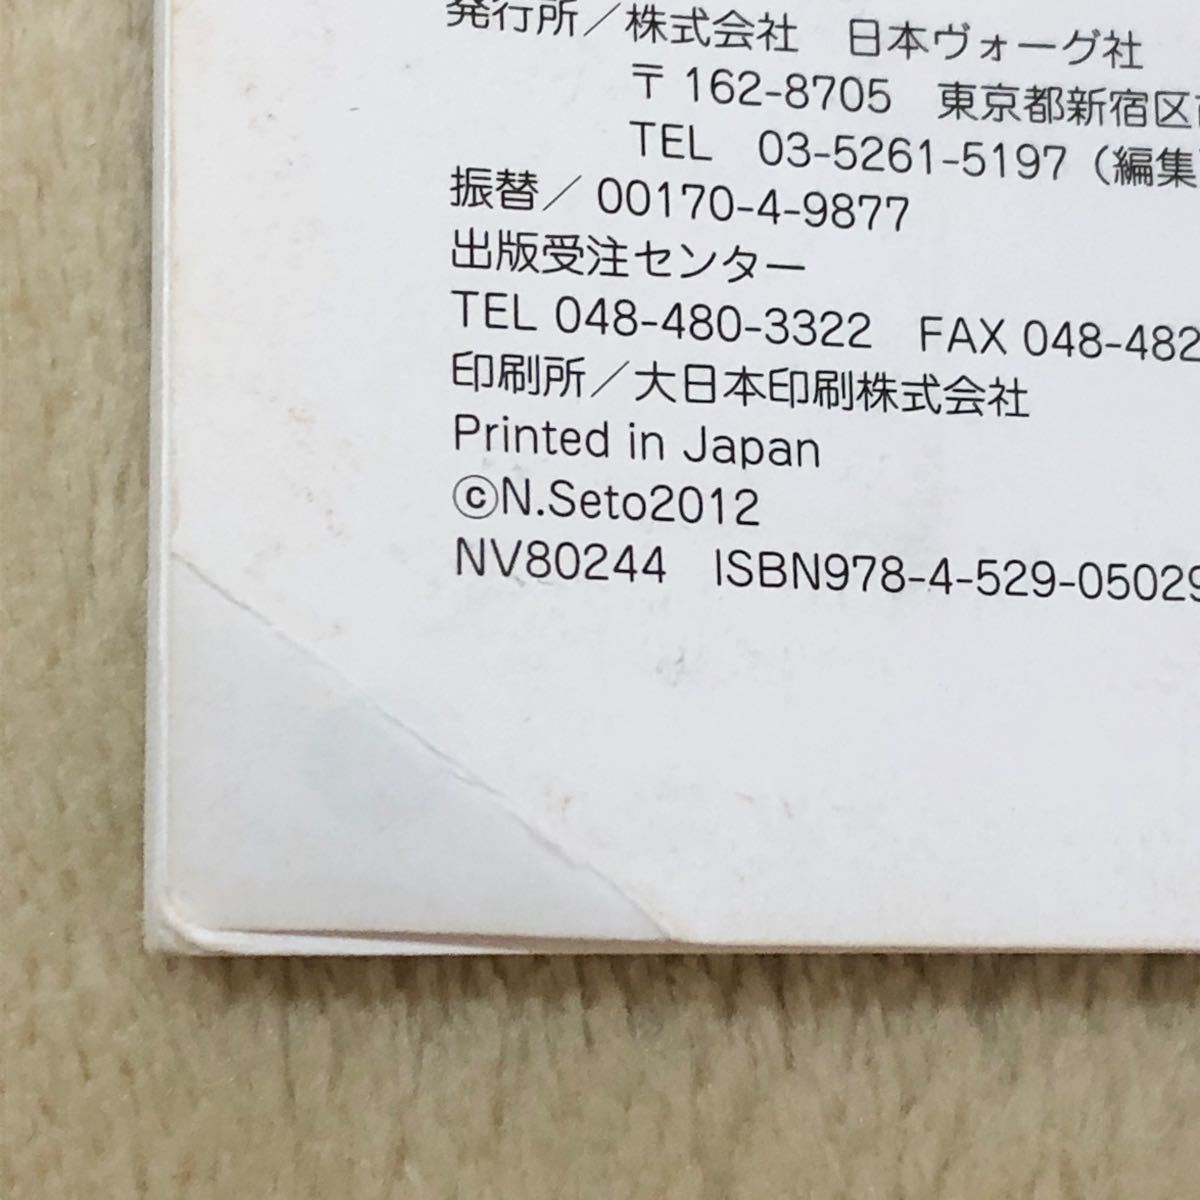 発行所／株式会社　日本ヴォーグ社
〒162-8705　東京都新宿区
TEL　03-5261-5197（編集
振替／00170-4-9877
出版受注センター
TEL 048-480-3322　FAX 048-482
印刷所／大日本印刷株式会社
Printed in Japan
©N.Seto2012
NV80244　ISBN978-4-529-05029